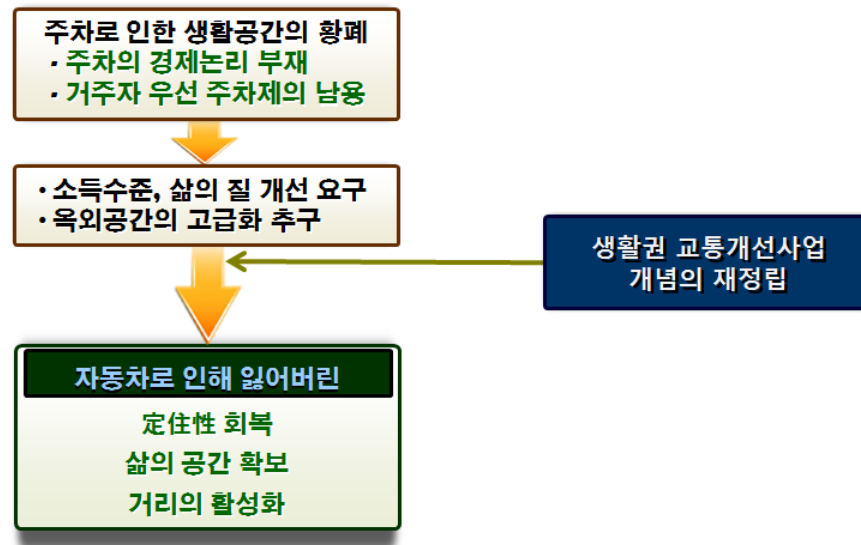 주차로 인한 생활공간의 황폐
· 주차의 경제논리 부재
· 거주자 우선 주차제의 남용
• 소득수준, 삶의 질 개선 요구
• 옥외공간의 고급화 추구
생활권 교통개선사업
개념의 재정립
자동차로 인해 잃어버린
定住性 회복
삶의 공간 확보
거리의 활성화